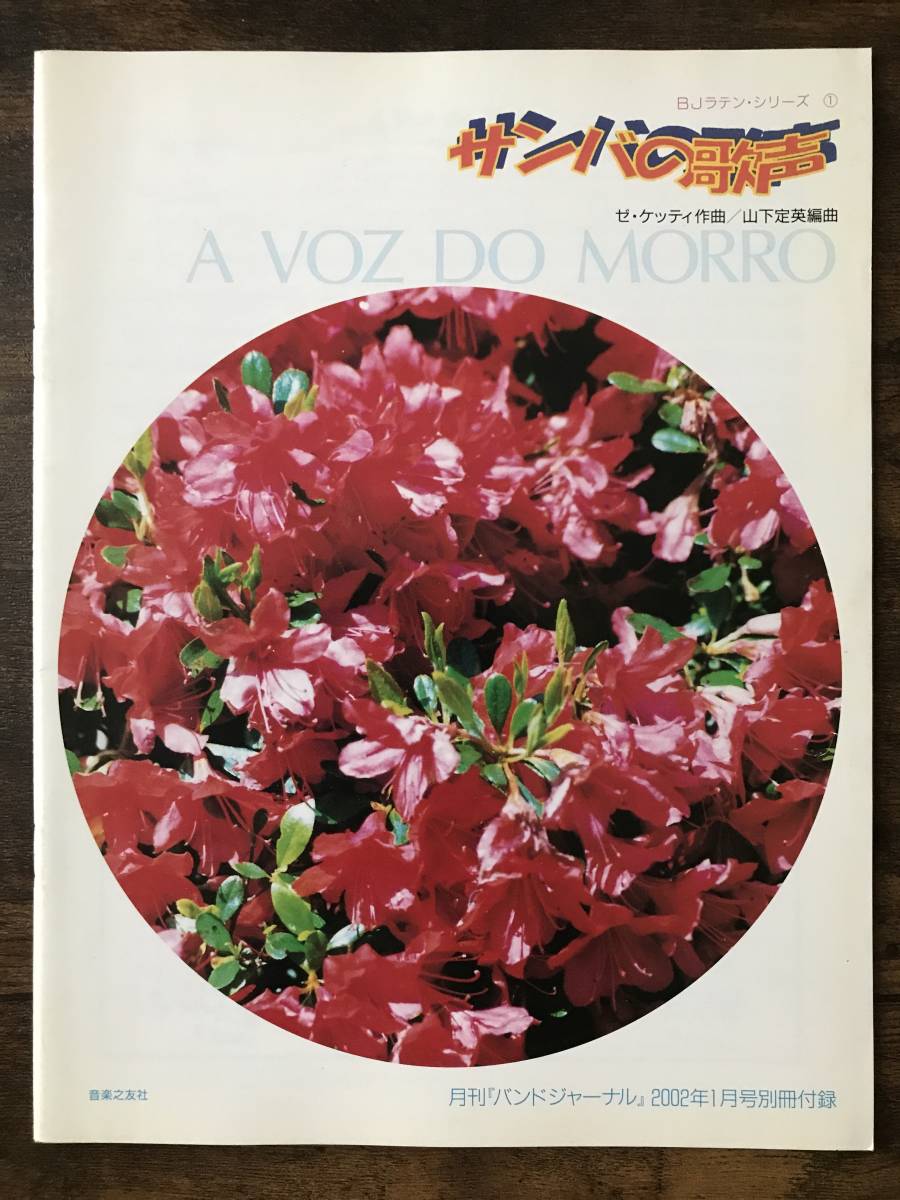 BJラテン・シリーズ ①
サンバの歌声
ゼ・ケッティ作曲／山下定英編曲
A VOZ DO MORRO
音楽之友社
月刊『バンドジャーナル』2002年1月号別冊付録